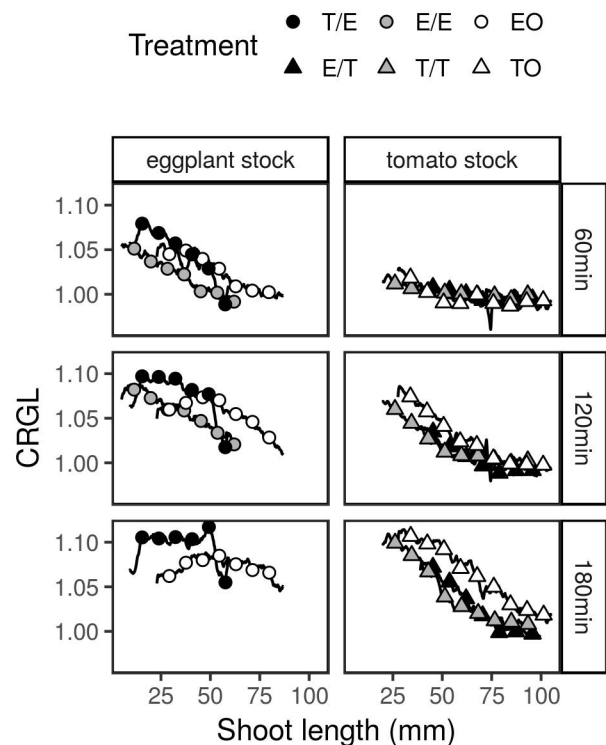 Treatment
T/E E/E EO
E/T T/T TO
eggplant stock tomato stock
1.10
1.05
1.00
60min
1.10
1.05
1.00
120min
1.10
1.05
1.00
180min
CRGL
25 50 75 100 25 50 75 100
Shoot length (mm)